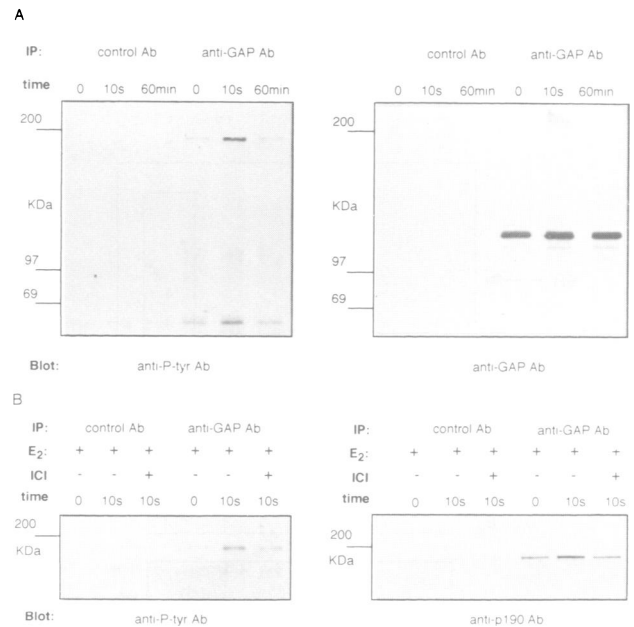 A
IP: control Ab anti-GAP Ab
time 0 10s 60min 0 10s 60min
200
KDa
97
69
Blot: anti-P-tyr Ab
control Ab anti-GAP Ab
0 10s 60min 0 10s 60min
200
KDa
97
69
anti-GAP Ab
B
IP: control Ab anti-GAP Ab
E2: + + + + + +
ICI - - + - - +
time 0 10s 10s 0 10s 10s
200
KDa
Blot: anti-P-tyr Ab
IP: control Ab anti-GAP Ab
E2: + + + + + +
ICI - - + - - +
time 0 10s 10s 0 10s 10s
200
KDa
anti-p190 Ab